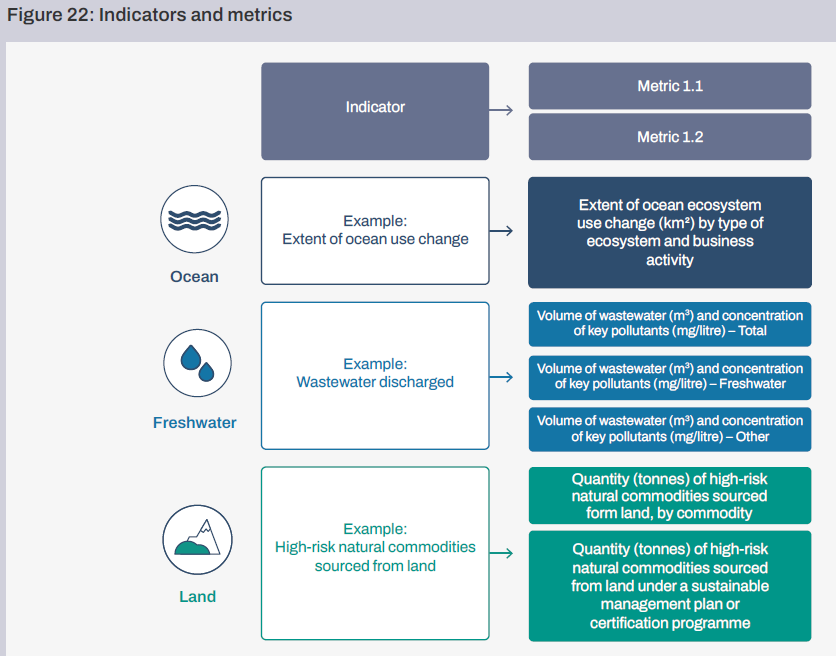 Figure 22: Indicators and metrics
Indicator
Metric 1.1
Metric 1.2
Ocean
Example:
Extent of ocean use change
Extent of ocean ecosystem
use change (km²) by type of
ecosystem and business
activity
Freshwater
Example:
Wastewater discharged
Volume of wastewater (m³) and concentration
of key pollutants (mg/litre) – Total
Volume of wastewater (m³) and concentration
of key pollutants (mg/litre) – Freshwater
Volume of wastewater (m³) and concentration
of key pollutants (mg/litre) – Other
Land
Example:
High-risk natural commodities
sourced from land
Quantity (tonnes) of high-risk
natural commodities sourced
form land, by commodity
Quantity (tonnes) of high-risk
natural commodities sourced
from land under a sustainable
management plan or
certification programme